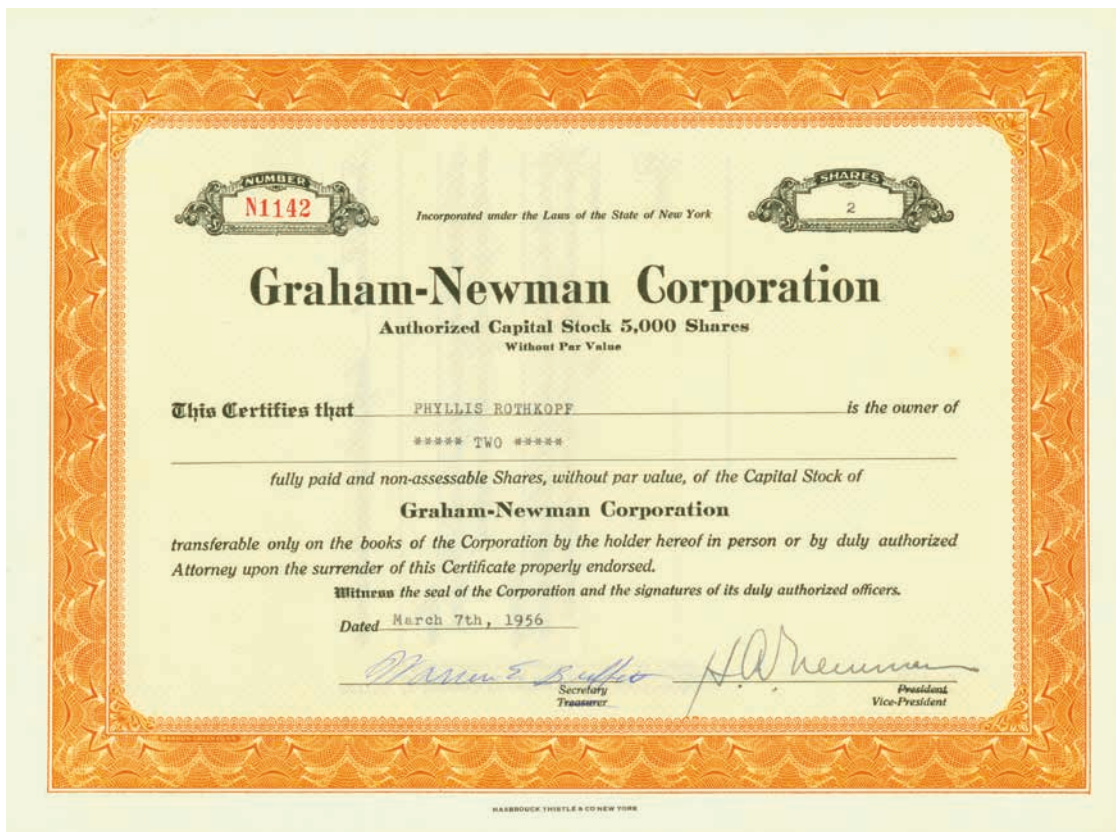 NUMBER
N1142
SHARES
2
Incorporated under the Laws of the State of New York
Graham-Newman Corporation
Authorized Capital Stock 5,000 Shares
Without Par Value
This Certifies that PHYLLIS ROTHKOPF is the owner of
***** TWO *****
fully paid and non-assessable Shares, without par value, of the Capital Stock of
Graham-Newman Corporation
transferable only on the books of the Corporation by the holder hereof in person or by duly authorized
Attorney upon the surrender of this Certificate properly endorsed.
Witness the seal of the Corporation and the signatures of its duly authorized officers.
Dated March 7th, 1956
Warren E. Buffett H.A. Newman
Secretary President
Treasurer Vice-President
HASBROUCK THISTLE & CO NEW YORK